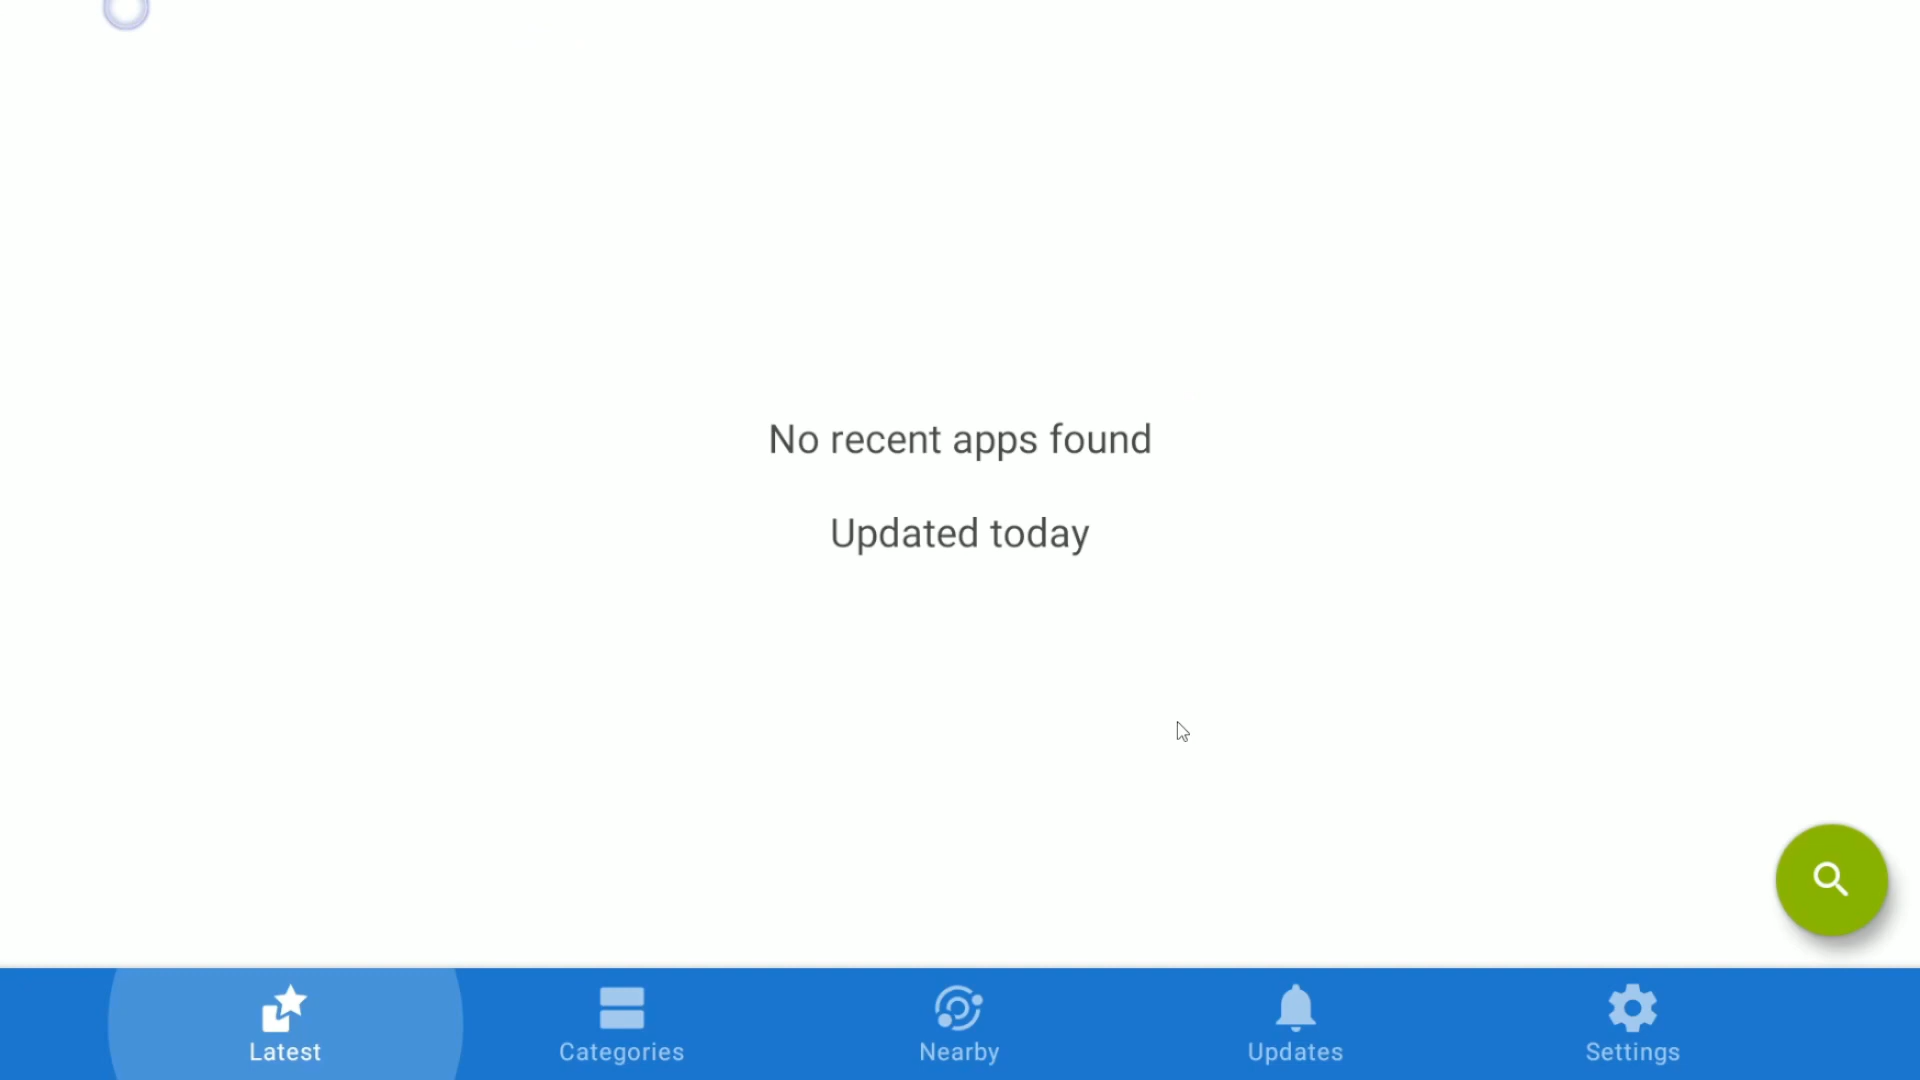 No recent apps found
Updated today
Latest
Categories
Nearby
Updates
Settings